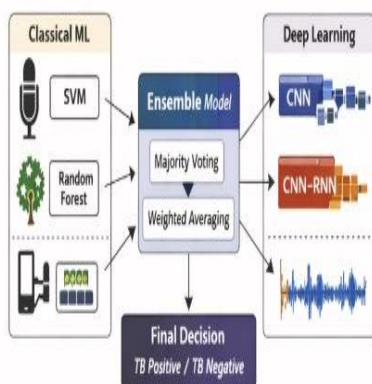 Classical ML
SVM
Random
Forest
Ensemble Model
Majority Voting
Weighted Averaging
Final Decision
TB Positive / TB Negative
Deep Learning
CNN
CNN-RNN